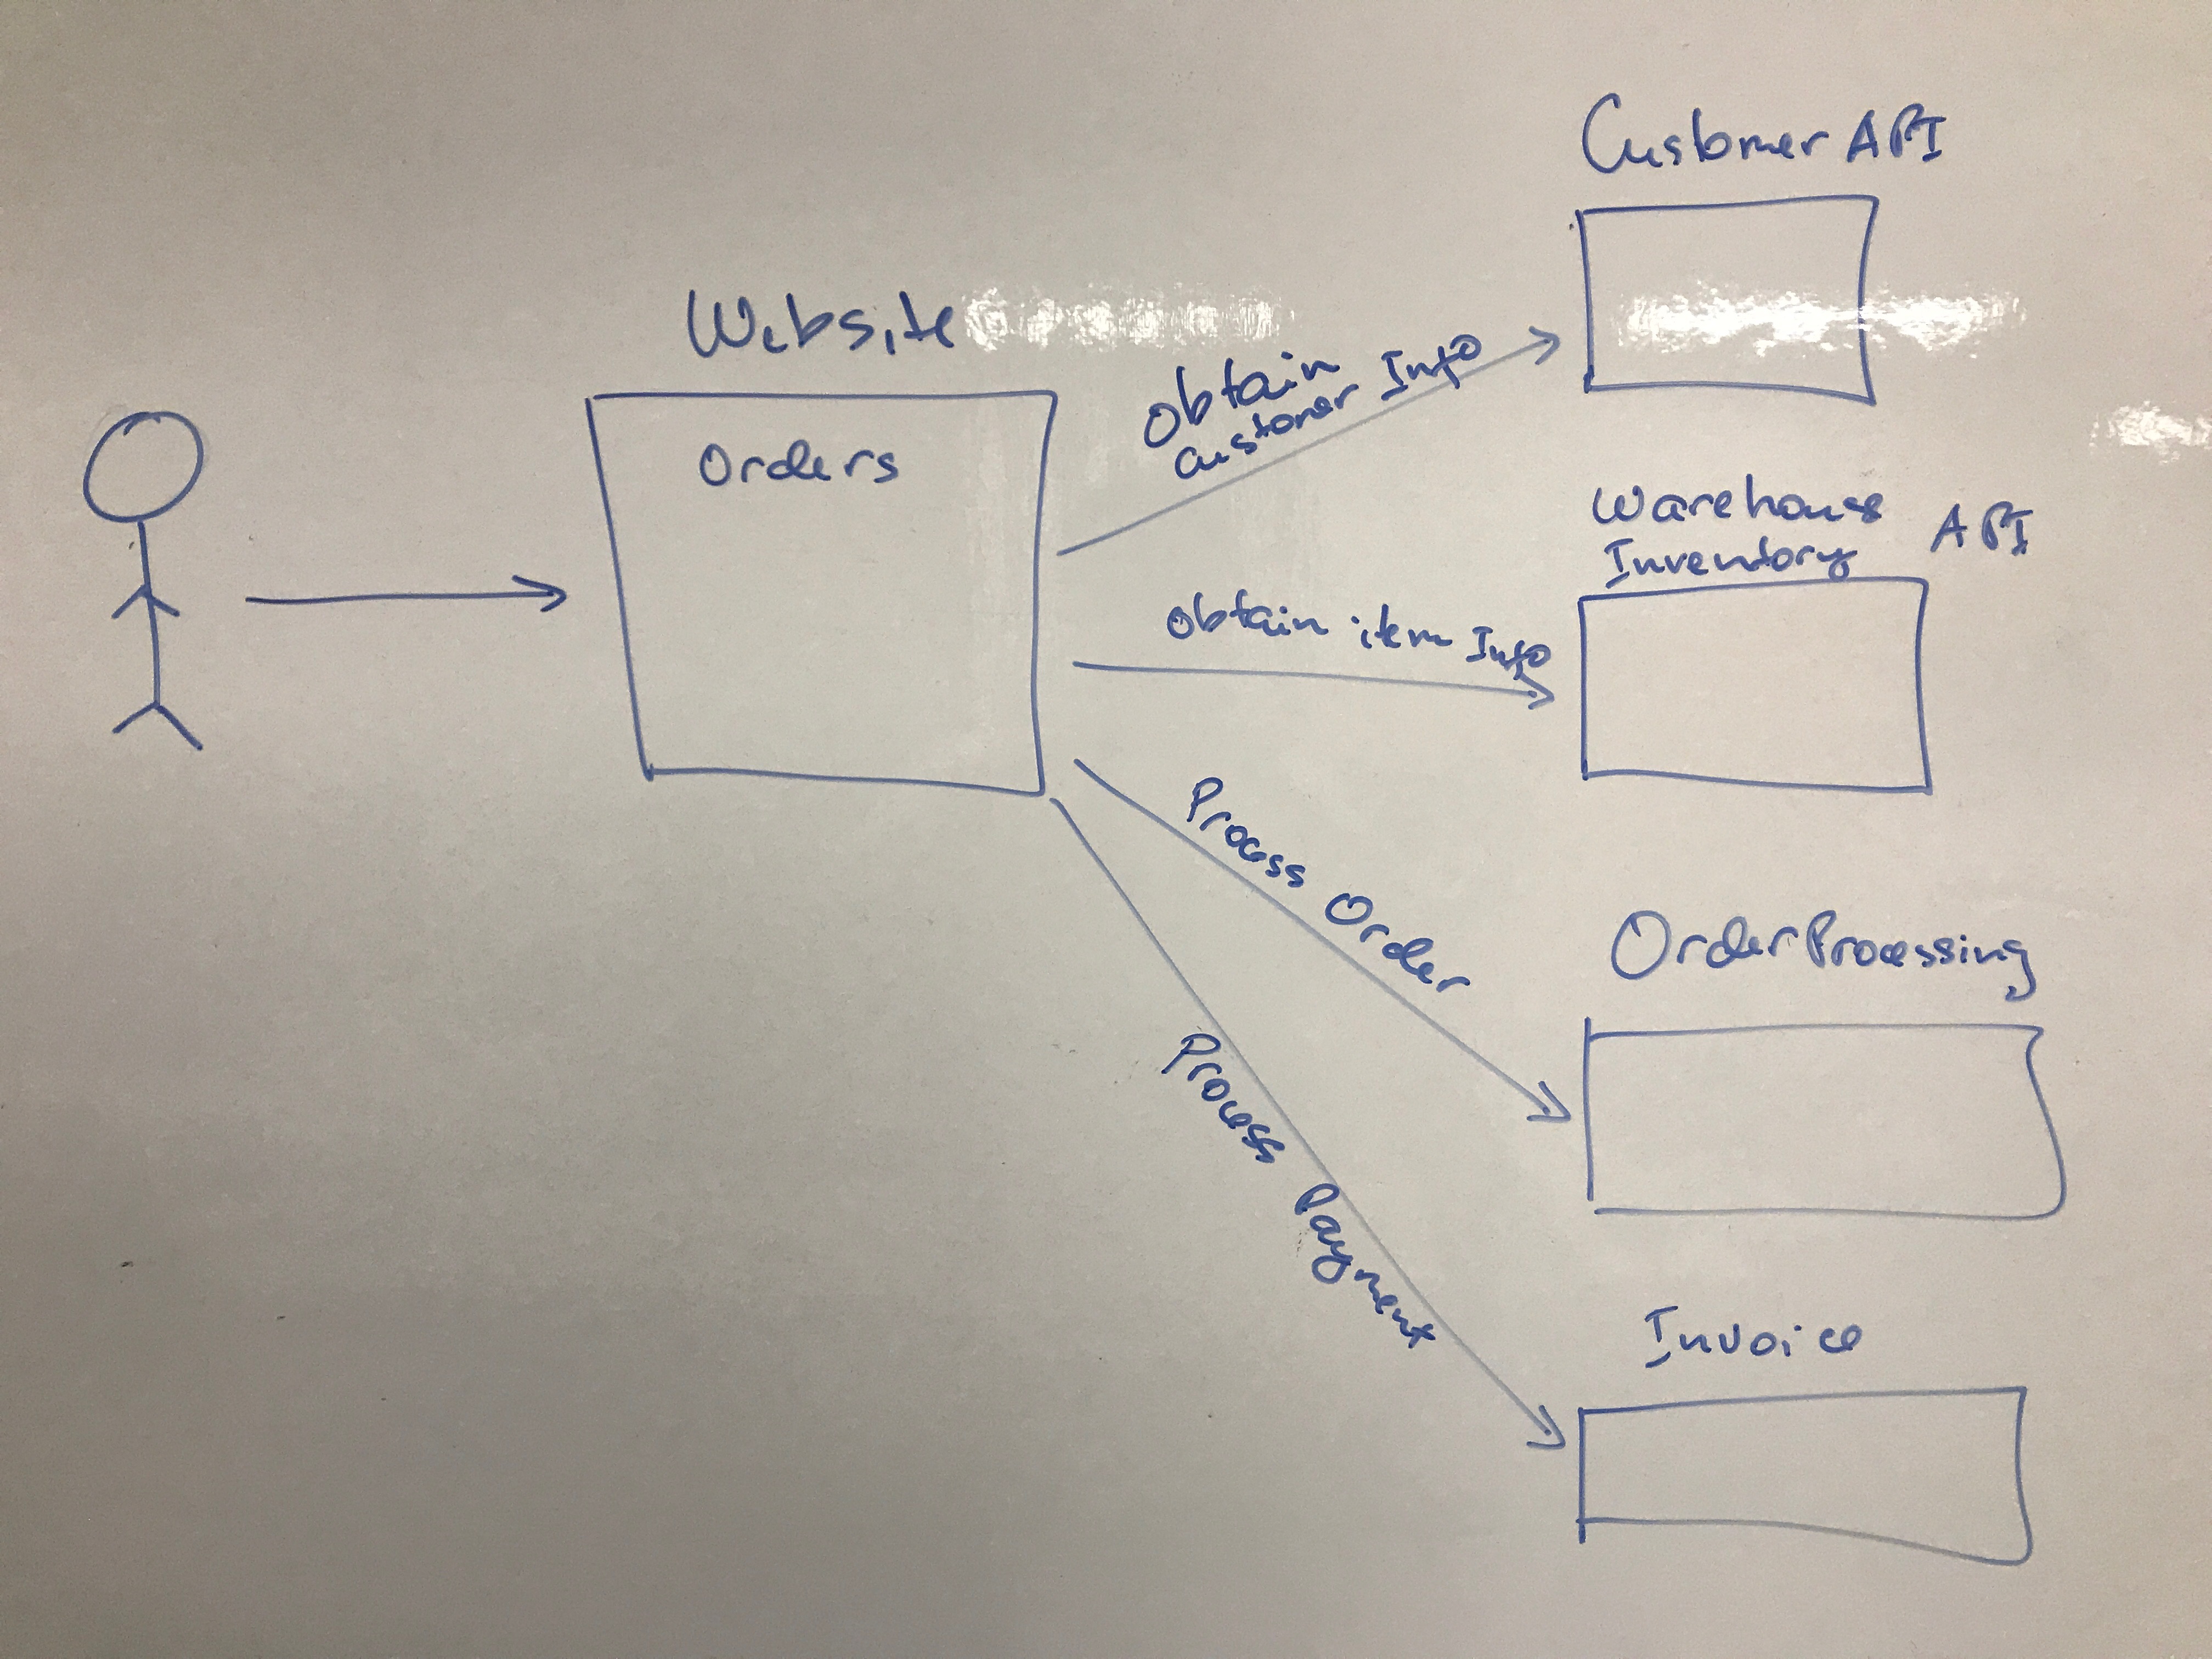 Customer API
Website
Obtain
Customer Info
Orders
Warehouse
Inventory API
Obtain item Info
Process Order
Order Processing
Process Payment
Invoice